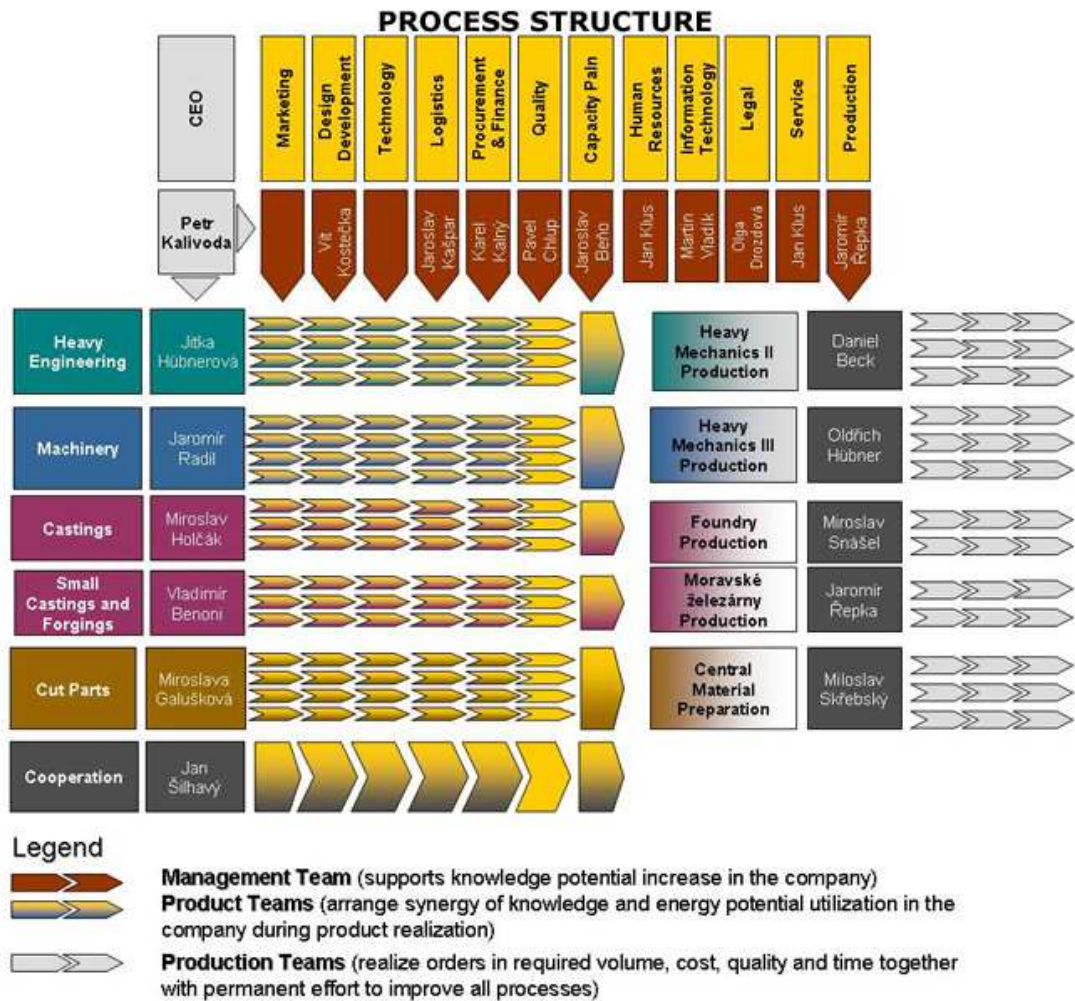 PROCESS STRUCTURE
CEO
Marketing
Design
Development
Technology
Logistics
Procurement
& Finance
Quality
Capacity Paln
Human
Resources
Information
Technology
Legal
Service
Production
Petr
Kalivoda
Vít
Kostečka
Jaroslav
Kašpar
Karel
Kalný
Pavel
Chlup
Jaroslav
Beňo
Jan Klus
Martin
Vladík
Olga
Drozdová
Jan Klus
Jaromír
Řepka
Heavy
Engineering
Jitka
Hübnerová
Heavy
Mechanics II
Production
Daniel
Beck
Machinery
Jaromír
Radil
Heavy
Mechanics III
Production
Oldřich
Hübner
Castings
Miroslav
Holčák
Foundry
Production
Miroslav
Snášel
Small
Castings and
Forgings
Vladimír
Benoni
Moravské
železárny
Production
Jaromír
Řepka
Cut Parts
Miroslava
Galušková
Central
Material
Preparation
Miloslav
Skřebský
Cooperation
Jan
Šilhavý
Legend
Management Team (supports knowledge potential increase in the company)
Product Teams (arrange synergy of knowledge and energy potential utilization in the
company during product realization)
Production Teams (realize orders in required volume, cost, quality and time together
with permanent effort to improve all processes)